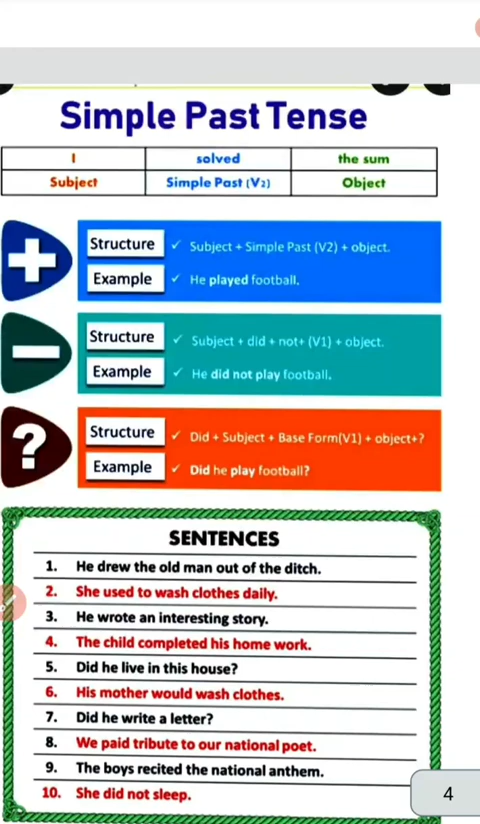 Simple Past Tense
I solved the sum
Subject Simple Past (V2) Object
Structure ✓ Subject + Simple Past (V2) + object.
Example ✓ He played football.
Structure ✓ Subject + did + not+ (V1) + object.
Example ✓ He did not play football.
? Structure ✓ Did + Subject + Base Form(V1) + object+?
Example ✓ Did he play football?
SENTENCES
1. He drew the old man out of the ditch.
2. She used to wash clothes daily.
3. He wrote an interesting story.
4. The child completed his home work.
5. Did he live in this house?
6. His mother would wash clothes.
7. Did he write a letter?
8. We paid tribute to our national poet.
9. The boys recited the national anthem.
10. She did not sleep.
4